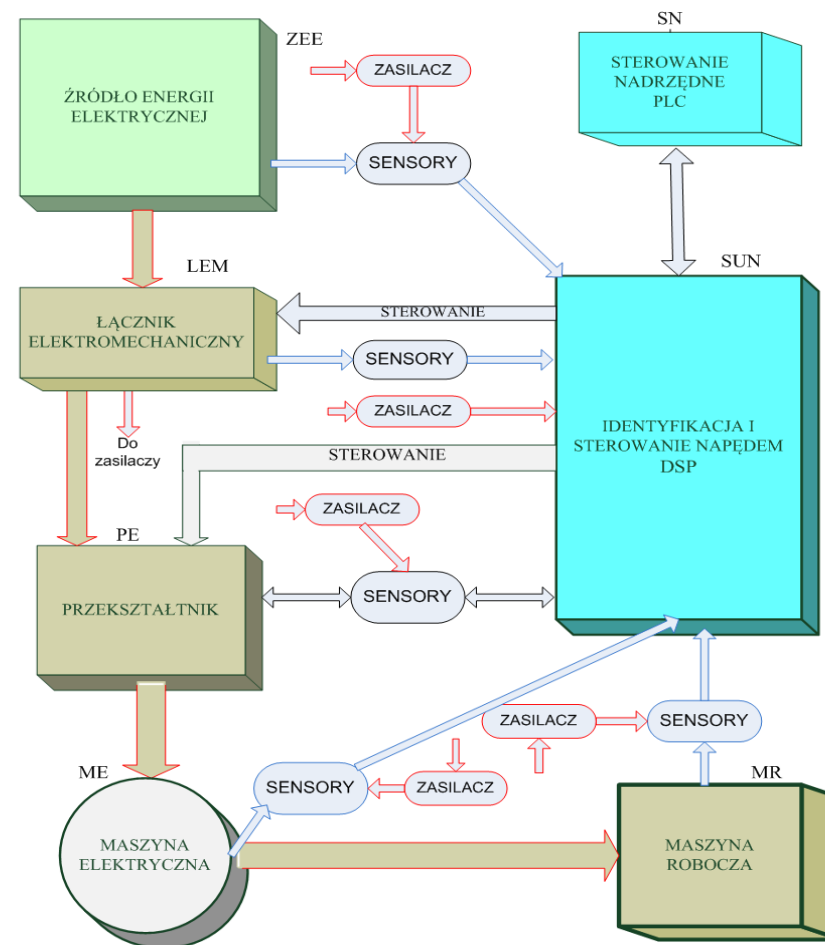 SN
ZEE
ŹRÓDŁO ENERGII
ELEKTRYCZNEJ
ZASILACZ
STEROWANIE
NADRZĘDNE
PLC
SENSORY
LEM
SUN
ŁĄCZNIK
ELEKTROMECHANICZNY
STEROWANIE
SENSORY
ZASILACZ
Do
zasilaczy
STEROWANIE
IDENTYFIKACJA I
STEROWANIE NAPĘDEM
DSP
ZASILACZ
PE
PRZEKSZTAŁTNIK
SENSORY
ZASILACZ
SENSORY
ME
SENSORY
ZASILACZ
MR
MASZYNA
ELEKTRYCZNA
MASZYNA
ROBOCZA